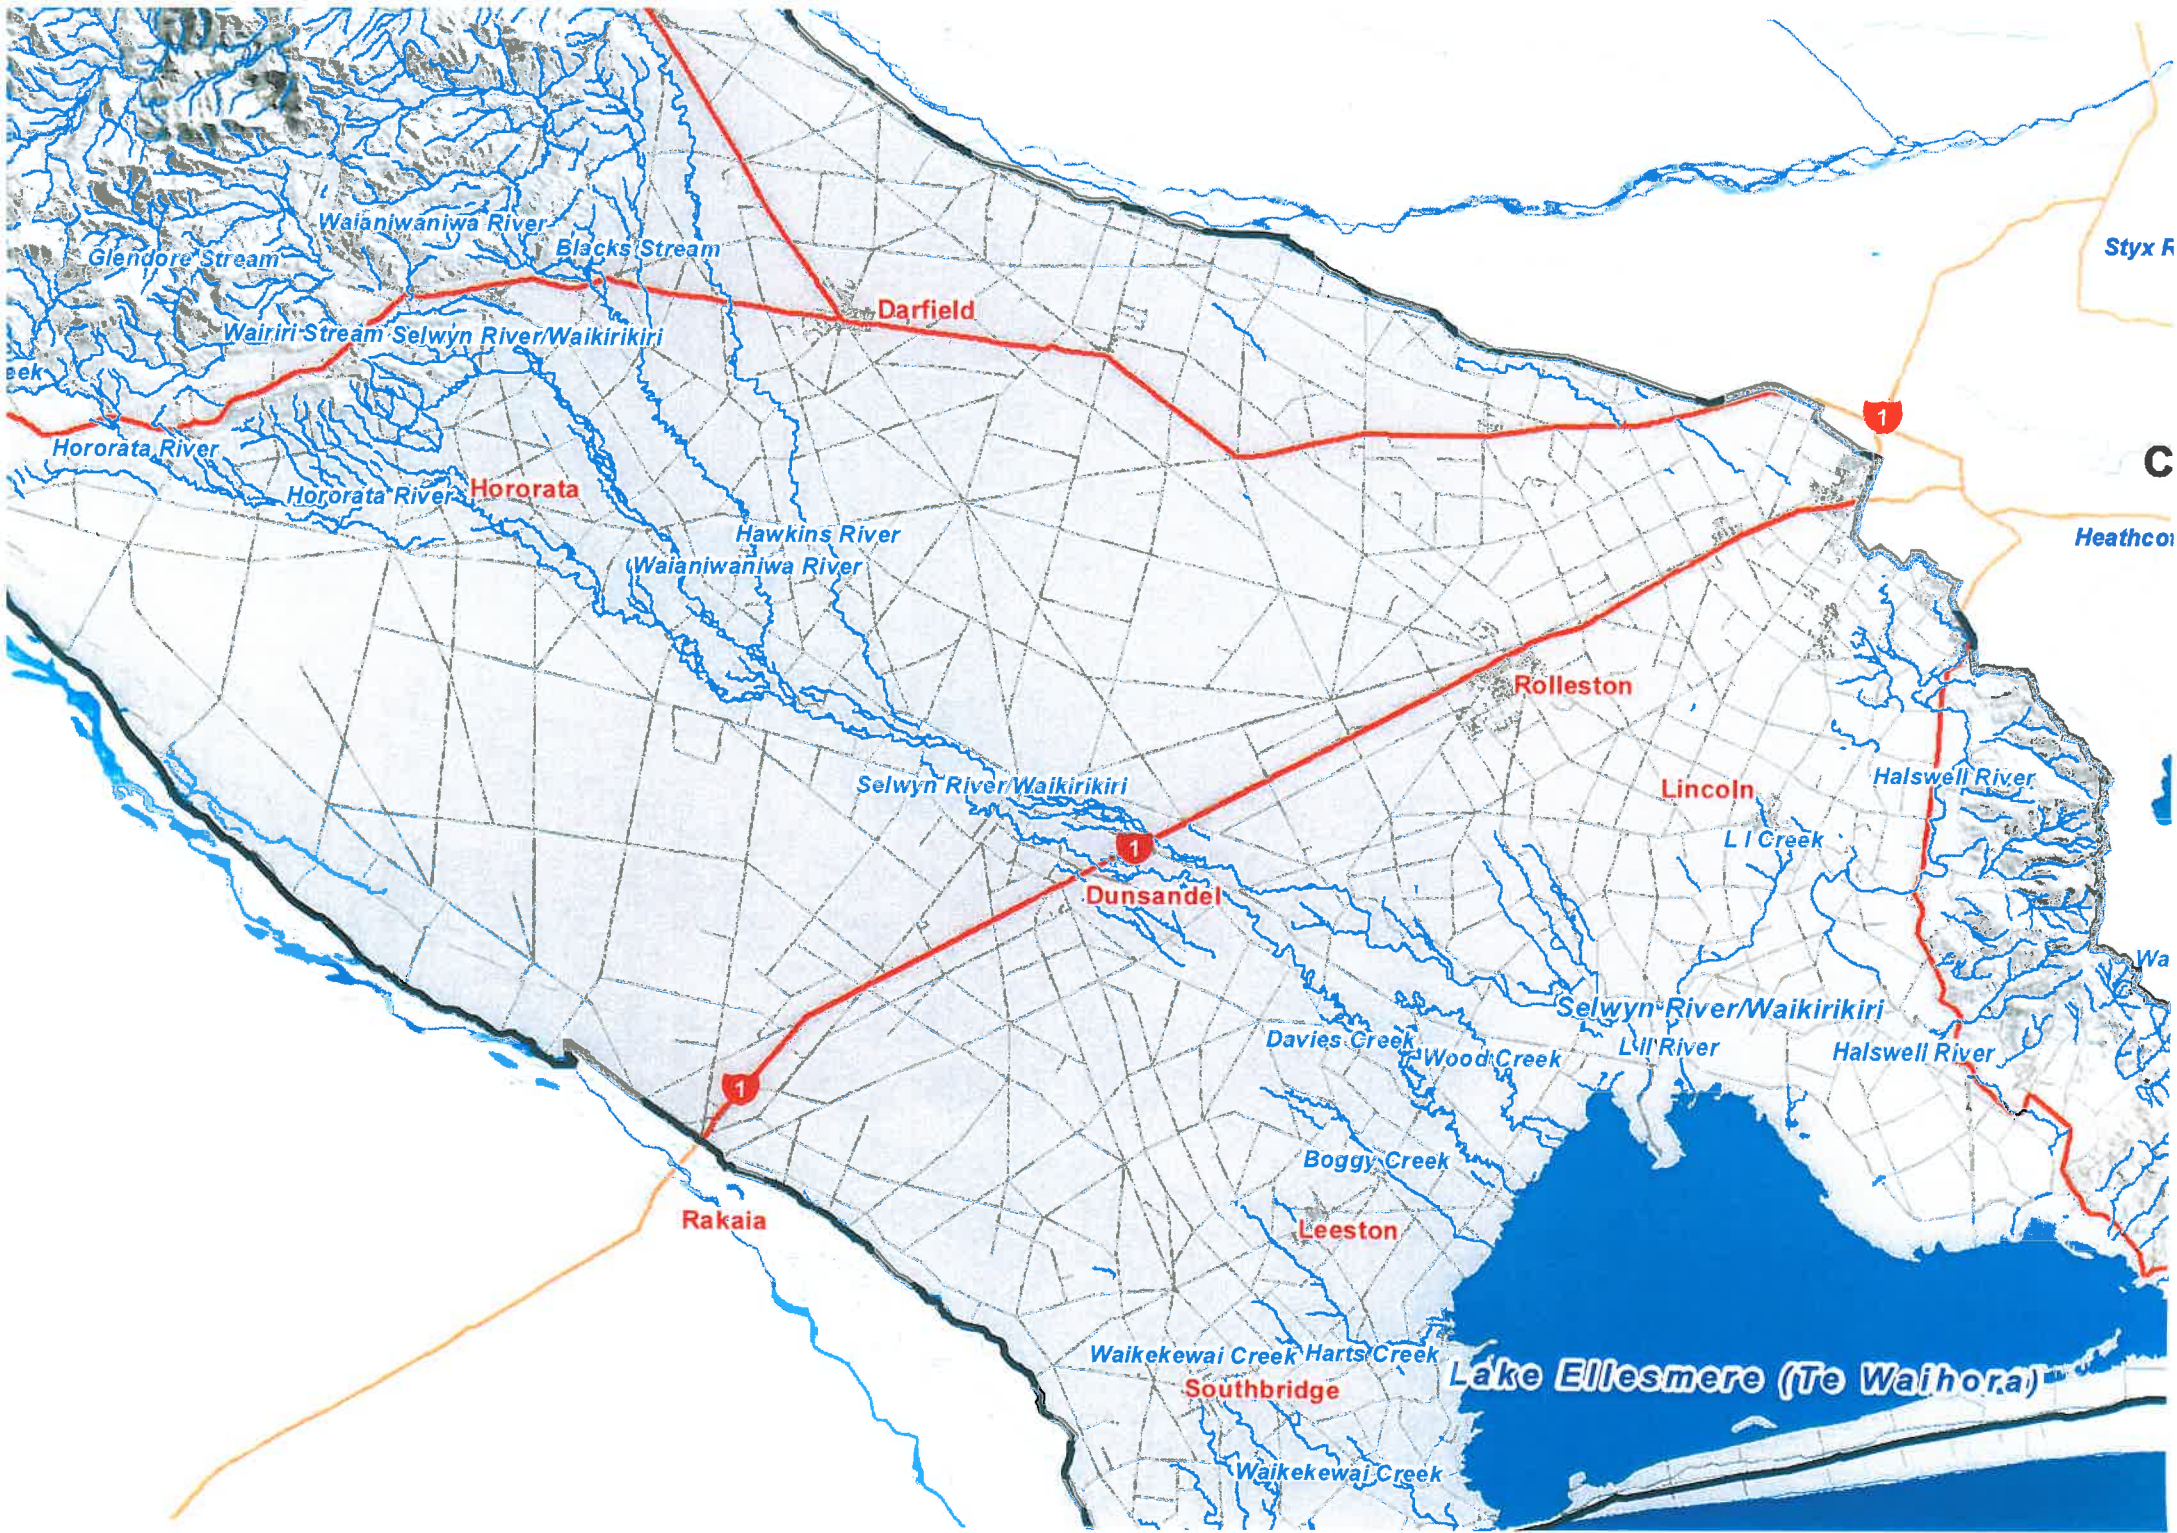 Waianiwaniwa River
Blacks Stream
Glendore Stream
Styx R
Darfield
Wairiri Stream
Selwyn River/Waikirikiri
eek
1
C
Hororata River
Hororata River
Hororata
Hawkins River
Heathcot
Waianiwaniwa River
Rolleston
Selwyn River/Waikirikiri
Lincoln
Halswell River
L I Creek
1
Dunsandel
Wa
Selwyn River/Waikirikiri
Davies Creek
Wood Creek
L II River
Halswell River
1
Boggy Creek
Rakaia
Leeston
Waikekewai Creek
Harts Creek
Lake Ellesmere (Te Waihora)
Southbridge
Waikekewai Creek